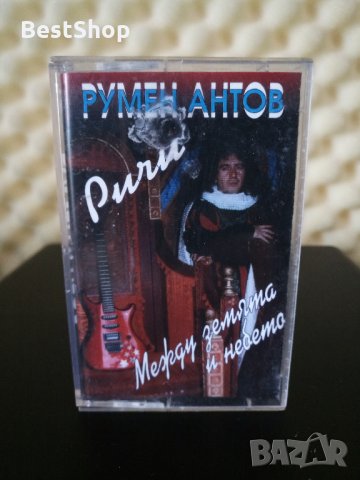 BestShop
РУМЕН АНТОВ
Ричи
Между земята
и небето
BAZAR